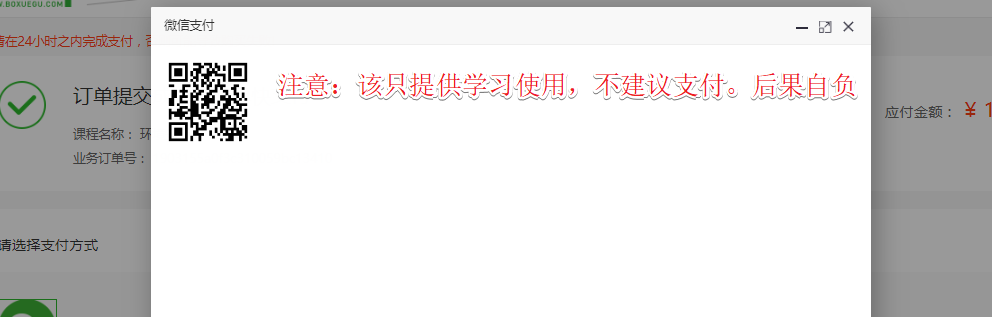 W.BOXUEGU.COM
微信支付
请在24小时之内完成支付，否
注意：该只提供学习使用，不建议支付。后果自负
订单提交
应付金额： ¥ 1
课程名称： 环
业务订单号：
请选择支付方式